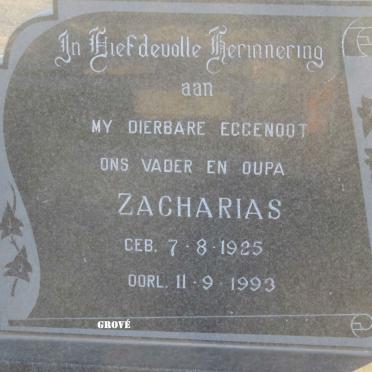 In Liefdevolle Herinnering
aan
MY DIERBARE EGGENOOT
ONS VADER EN OUPA
ZACHARIAS
GEB. 7-8-1925
OORL. 11-9-1993
GROVÉ